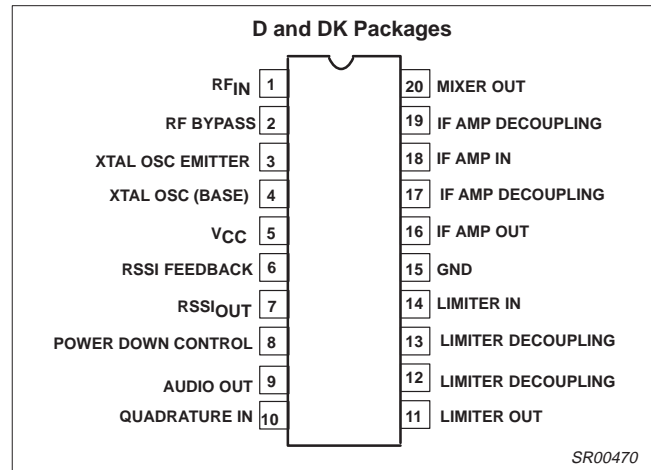 D and DK Packages
RFIN 1
20 MIXER OUT
RF BYPASS 2
19 IF AMP DECOUPLING
XTAL OSC EMITTER 3
18 IF AMP IN
XTAL OSC (BASE) 4
17 IF AMP DECOUPLING
VCC 5
16 IF AMP OUT
RSSI FEEDBACK 6
15 GND
RSSIOUT 7
14 LIMITER IN
POWER DOWN CONTROL 8
13 LIMITER DECOUPLING
AUDIO OUT 9
12 LIMITER DECOUPLING
QUADRATURE IN 10
11 LIMITER OUT
SR00470